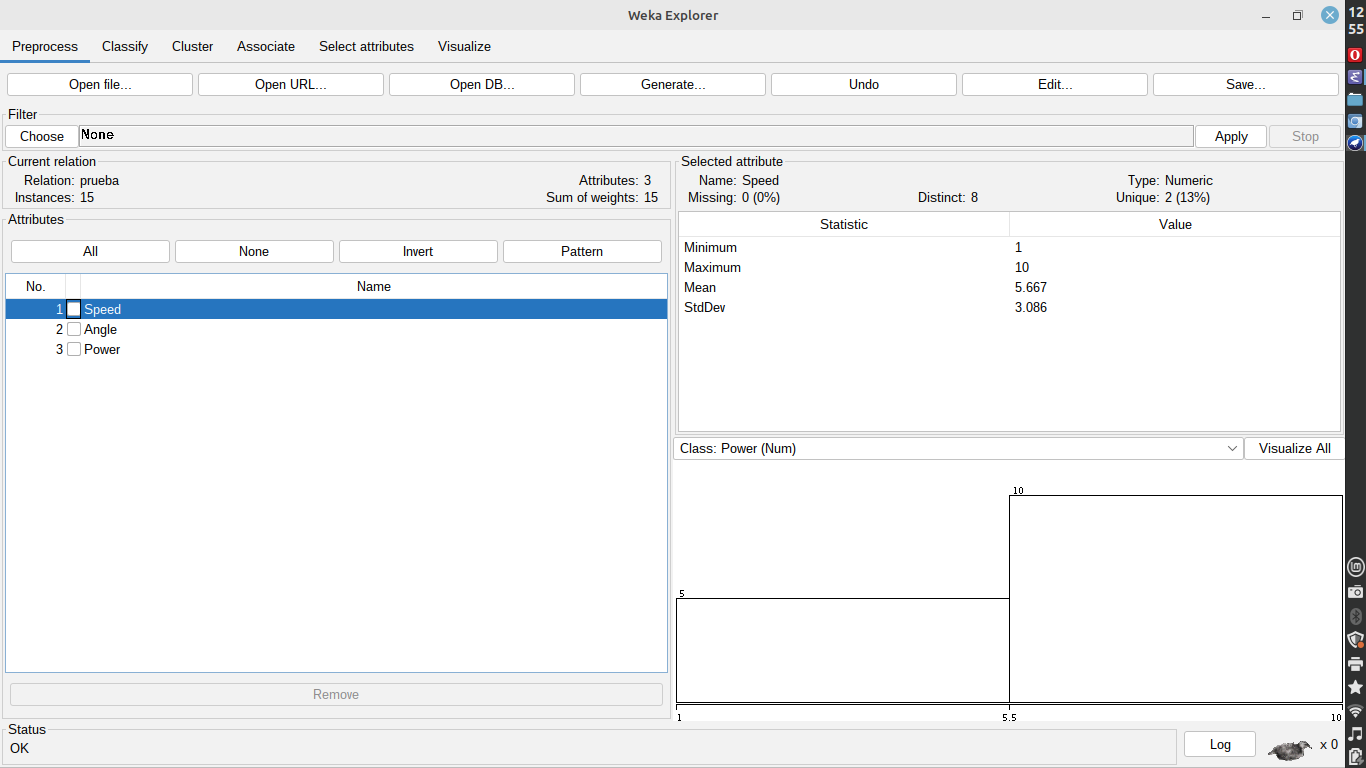 Weka Explorer
12
55
Preprocess Classify Cluster Associate Select attributes Visualize
Open file... Open URL... Open DB... Generate... Undo Edit... Save...
Filter
Choose None Apply Stop
Current relation
Relation: prueba Attributes: 3
Instances: 15 Sum of weights: 15
Attributes
All None Invert Pattern
No. Name
1 Speed
2 Angle
3 Power
Remove
Selected attribute
Name: Speed Type: Numeric
Missing: 0 (0%) Distinct: 8 Unique: 2 (13%)
Statistic Value
Minimum 1
Maximum 10
Mean 5.667
StdDev 3.086
Class: Power (Num) Visualize All
10
5
1 5.5 10
Status
OK
Log x 0